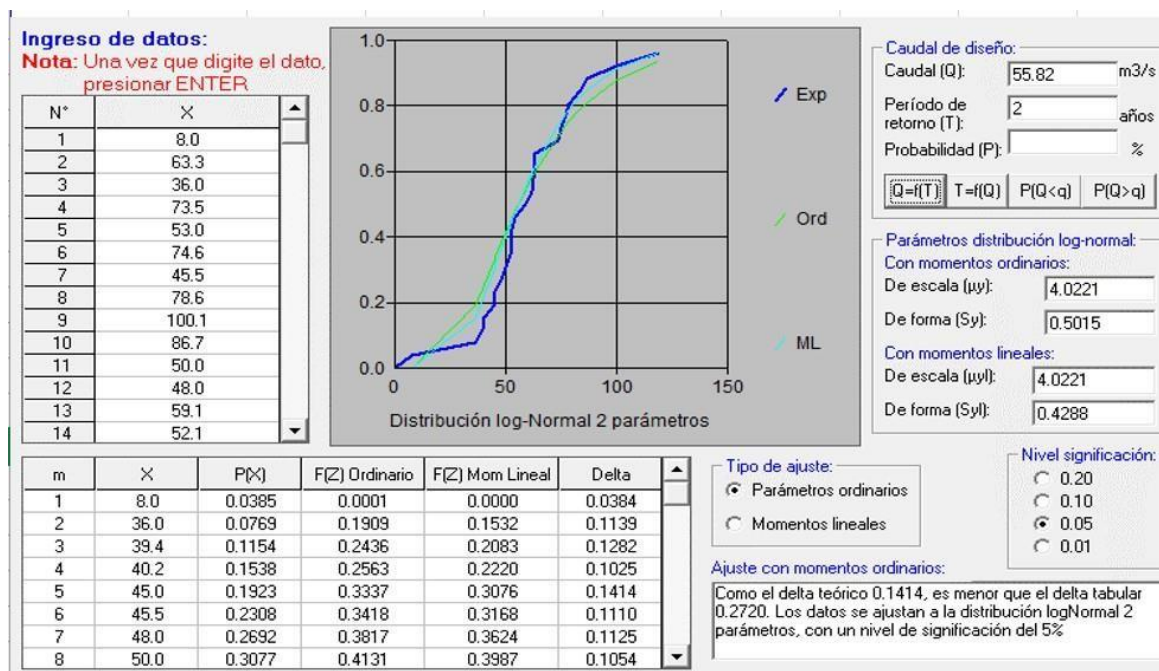 Ingreso de datos:
Nota: Una vez que digite el dato,
presionar ENTER
N° X
1 8.0
2 63.3
3 36.0
4 73.5
5 53.0
6 74.6
7 45.5
8 78.6
9 100.1
10 86.7
11 50.0
12 48.0
13 59.1
14 52.1
1.0
0.8
0.6
0.4
0.2
0.0
0 50 100 150
Distribución log-Normal 2 parámetros
Exp
Ord
ML
Caudal de diseño:
Caudal (Q): 55.82 m3/s
Período de
retorno (T): 2 años
Probabilidad (P): %
Q=f(T) T=f(Q) P(Q<q) P(Q>q)
Parámetros distribución log-normal:
Con momentos ordinarios:
De escala (μy): 4.0221
De forma (Sy): 0.5015
Con momentos lineales:
De escala (μyl): 4.0221
De forma (Syl): 0.4288
m X P(X) F(Z) Ordinario F(Z) Mom Lineal Delta
1 8.0 0.0385 0.0001 0.0000 0.0384
2 36.0 0.0769 0.1909 0.1532 0.1139
3 39.4 0.1154 0.2436 0.2083 0.1282
4 40.2 0.1538 0.2563 0.2220 0.1025
5 45.0 0.1923 0.3337 0.3076 0.1414
6 45.5 0.2308 0.3418 0.3168 0.1110
7 48.0 0.2692 0.3817 0.3624 0.1125
8 50.0 0.3077 0.4131 0.3987 0.1054
Tipo de ajuste:
Parámetros ordinarios
Momentos lineales
Nivel significación:
0.20
0.10
0.05
0.01
Ajuste con momentos ordinarios:
Como el delta teórico 0.1414, es menor que el delta tabular
0.2720. Los datos se ajustan a la distribución logNormal 2
parámetros, con un nivel de significación del 5%